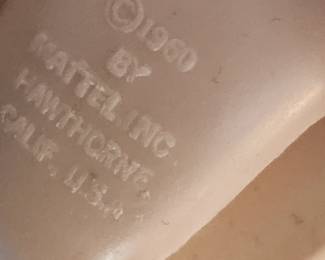 ©1960
BY
MATTEL, INC.
HAWTHORNE,
CALIF. U.S.A.